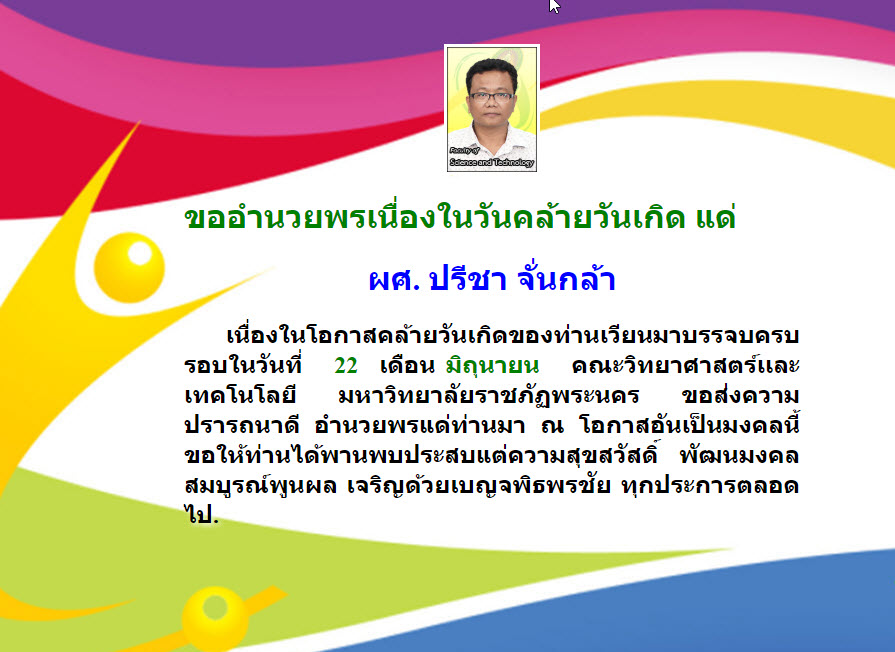 Faculty of
Science and Technology
ขออำนวยพรเนื่องในวันคล้ายวันเกิด แด่
ผศ. ปรีชา จั่นกล้า
เนื่องในโอกาสคล้ายวันเกิดของท่านเวียนมาบรรจบครบ
รอบในวันที่ 22 เดือน มิถุนายน คณะวิทยาศาสตร์และ
เทคโนโลยี มหาวิทยาลัยราชภัฏพระนคร ขอส่งความ
ปรารถนาดี อำนวยพรแด่ท่านมา ณ โอกาสอันเป็นมงคลนี้
ขอให้ท่านได้พานพบประสบแต่ความสุขสวัสดิ์ พัฒนมงคล
สมบูรณ์พูนผล เจริญด้วยเบญจพิธพรชัย ทุกประการตลอด
ไป.